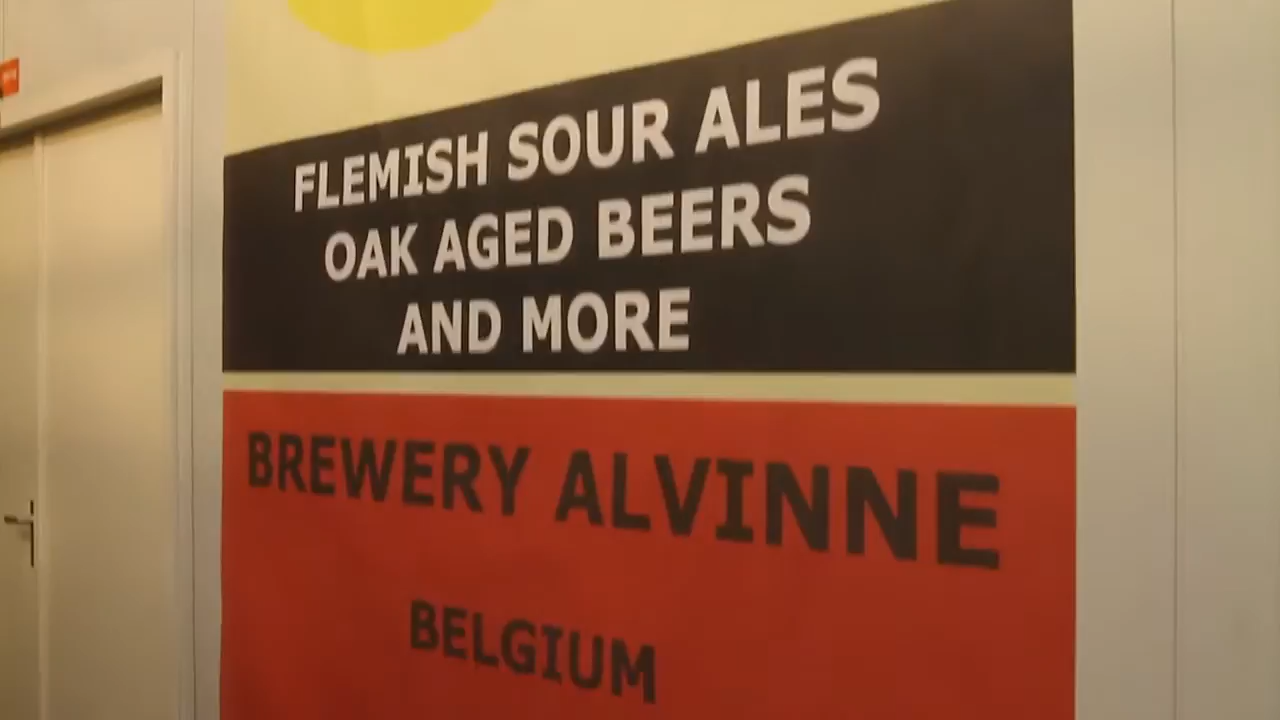 FLEMISH SOUR ALES
OAK AGED BEERS
AND MORE
BREWERY ALVINNE
BELGIUM